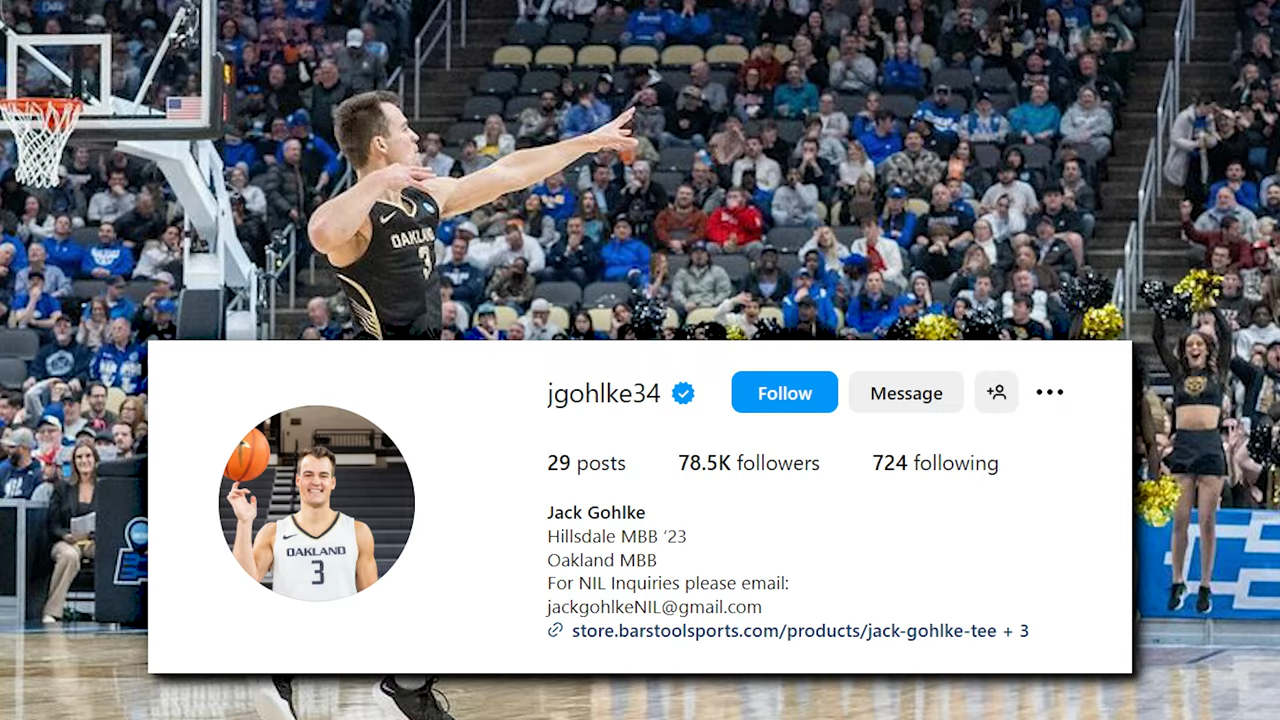 OAKLAND
3
jgohlke34
Follow
Message
29 posts
78.5K followers
724 following
OAKLAND
3
Jack Gohlke
Hillsdale MBB ‘23
Oakland MBB
For NIL Inquiries please email:
jackgohlkeNIL@gmail.com
store.barstoolsports.com/products/jack-gohlke-tee + 3